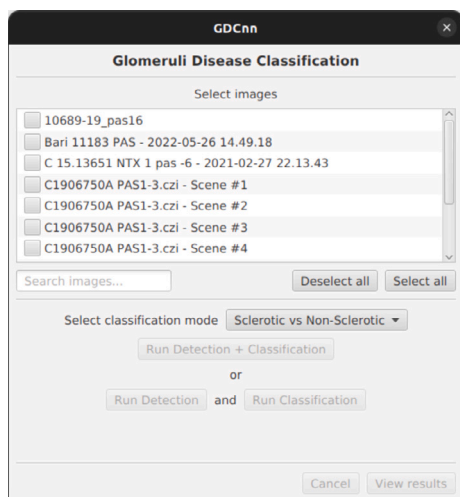 GDCnn
Glomeruli Disease Classification
Select images
10689-19_pas16
Bari 11183 PAS - 2022-05-26 14.49.18
C 15.13651 NTX 1 pas -6 - 2021-02-27 22.13.43
C1906750A PAS1-3.czi - Scene #1
C1906750A PAS1-3.czi - Scene #2
C1906750A PAS1-3.czi - Scene #3
C1906750A PAS1-3.czi - Scene #4
Search images... Deselect all Select all
Select classification mode Sclerotic vs Non-Sclerotic
Run Detection + Classification
or
Run Detection and Run Classification
Cancel View results